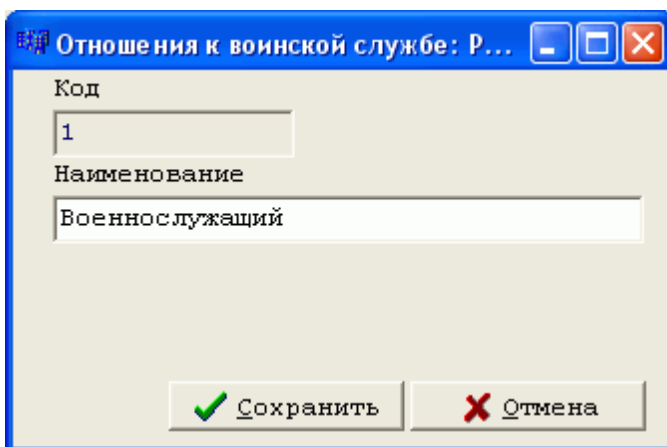 Отношения к воинской службе: Р...
Код
1
Наименование
Военнослужащий
Сохранить Отмена